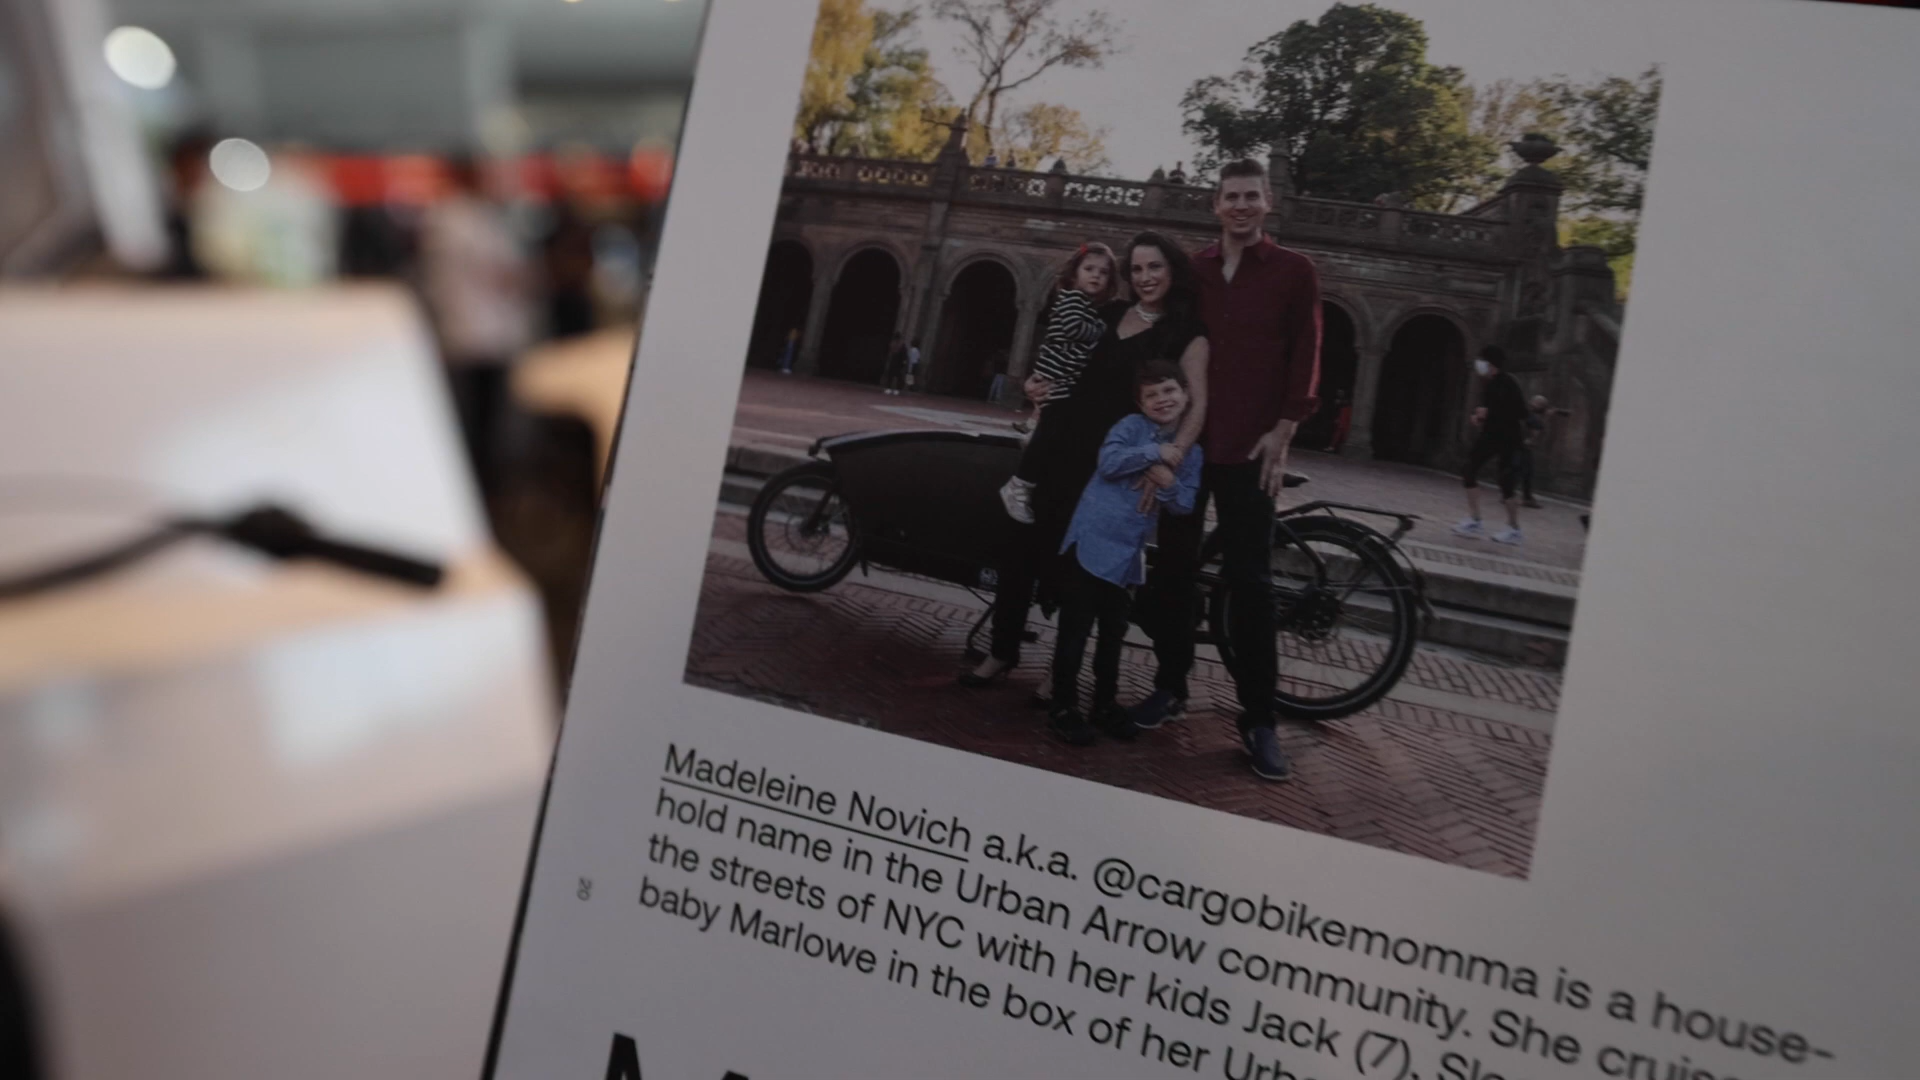 Madeleine Novich a.k.a. @cargobikemomma is a house-
hold name in the Urban Arrow community. She
the streets of NYC with her kids Jack (7),
baby Marlowe in the box of her
20